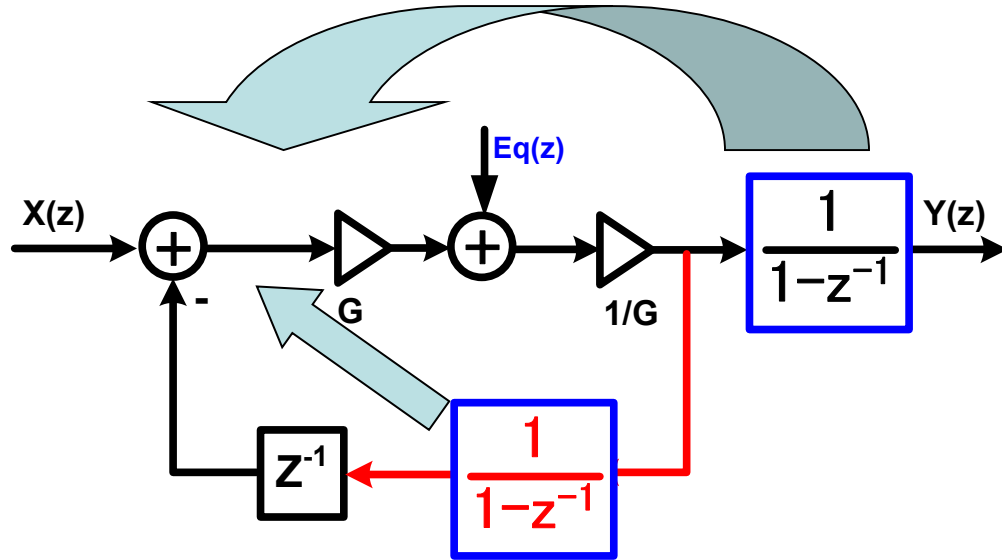 Eq(z)
X(z)
+
+
1
1−z⁻¹
Y(z)
-
G
1/G
Z⁻¹
1
1−z⁻¹